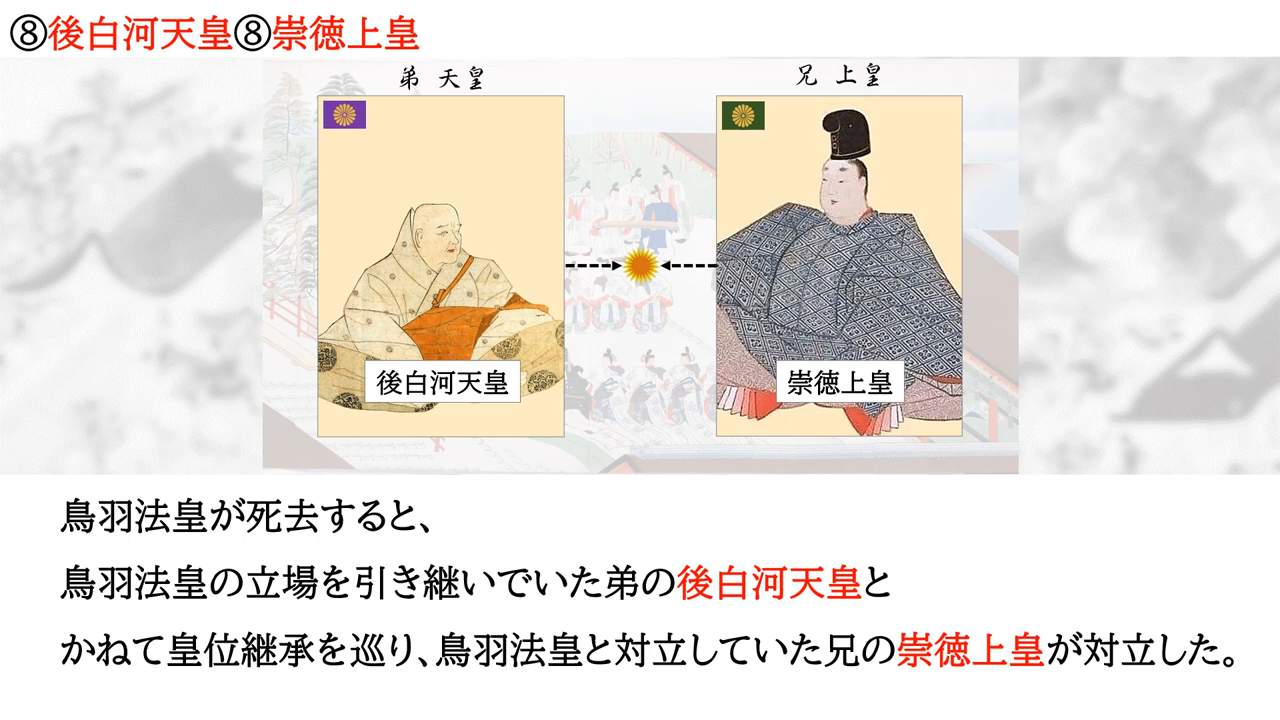 ⑧後白河天皇⑧崇徳上皇
弟 天皇
兄 上皇
後白河天皇
崇徳上皇
鳥羽法皇が死去すると、
鳥羽法皇の立場を引き継いでいた弟の後白河天皇と
かねて皇位継承を巡り、鳥羽法皇と対立していた兄の崇徳上皇が対立した。